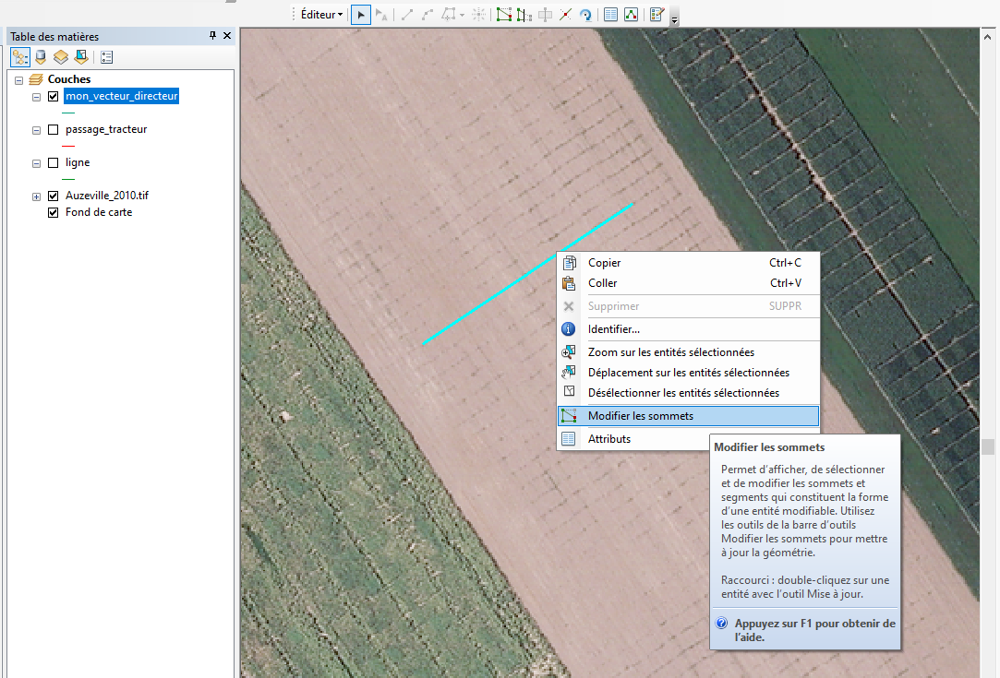 Éditeur
Table des matières
Couches
mon_vecteur_directeur
passage_tracteur
ligne
Auzeville_2010.tif
Fond de carte
Copier Ctrl+C
Coller Ctrl+V
Supprimer SUPPR
Identifier...
Zoom sur les entités sélectionnées
Déplacement sur les entités sélectionnées
Désélectionner les entités sélectionnées
Modifier les sommets
Attributs
Modifier les sommets
Permet d'afficher, de sélectionner
et de modifier les sommets et
segments qui constituent la forme
d'une entité modifiable. Utilisez
les outils de la barre d'outils
Modifier les sommets pour mettre
à jour la géométrie.
Raccourci : double-cliquez sur une
entité avec l'outil Mise à jour.
Appuyez sur F1 pour obtenir de
l'aide.